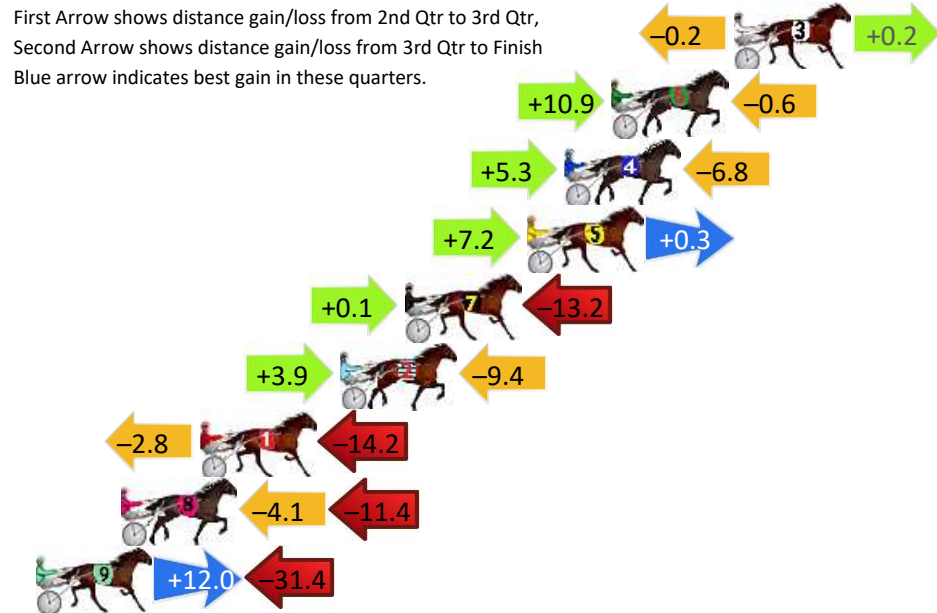 First Arrow shows distance gain/loss from 2nd Qtr to 3rd Qtr,
Second Arrow shows distance gain/loss from 3rd Qtr to Finish
Blue arrow indicates best gain in these quarters.
–0.2 3 +0.2
+10.9 6 –0.6
+5.3 4 –6.8
+7.2 5 +0.3
+0.1 7 –13.2
+3.9 2 –9.4
–2.8 1 –14.2
8 –4.1 –11.4
9 +12.0 –31.4